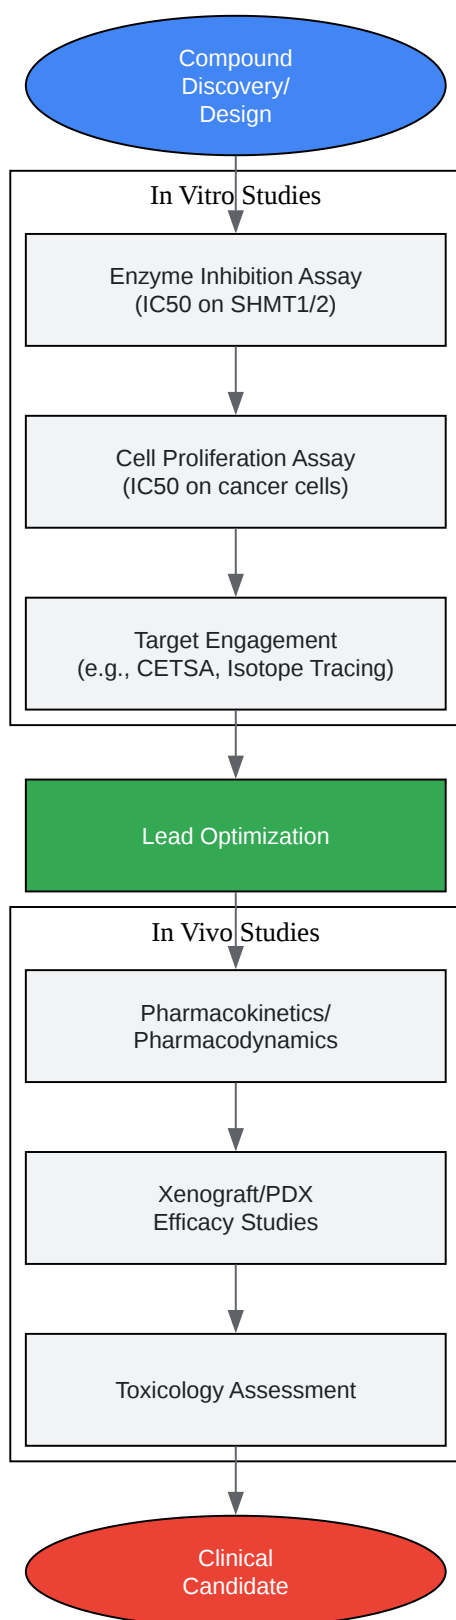 Compound
Discovery/
Design
In Vitro Studies
Enzyme Inhibition Assay
(IC50 on SHMT1/2)
Cell Proliferation Assay
(IC50 on cancer cells)
Target Engagement
(e.g., CETSA, Isotope Tracing)
Lead Optimization
In Vivo Studies
Pharmacokinetics/
Pharmacodynamics
Xenograft/PDX
Efficacy Studies
Toxicology Assessment
Clinical
Candidate